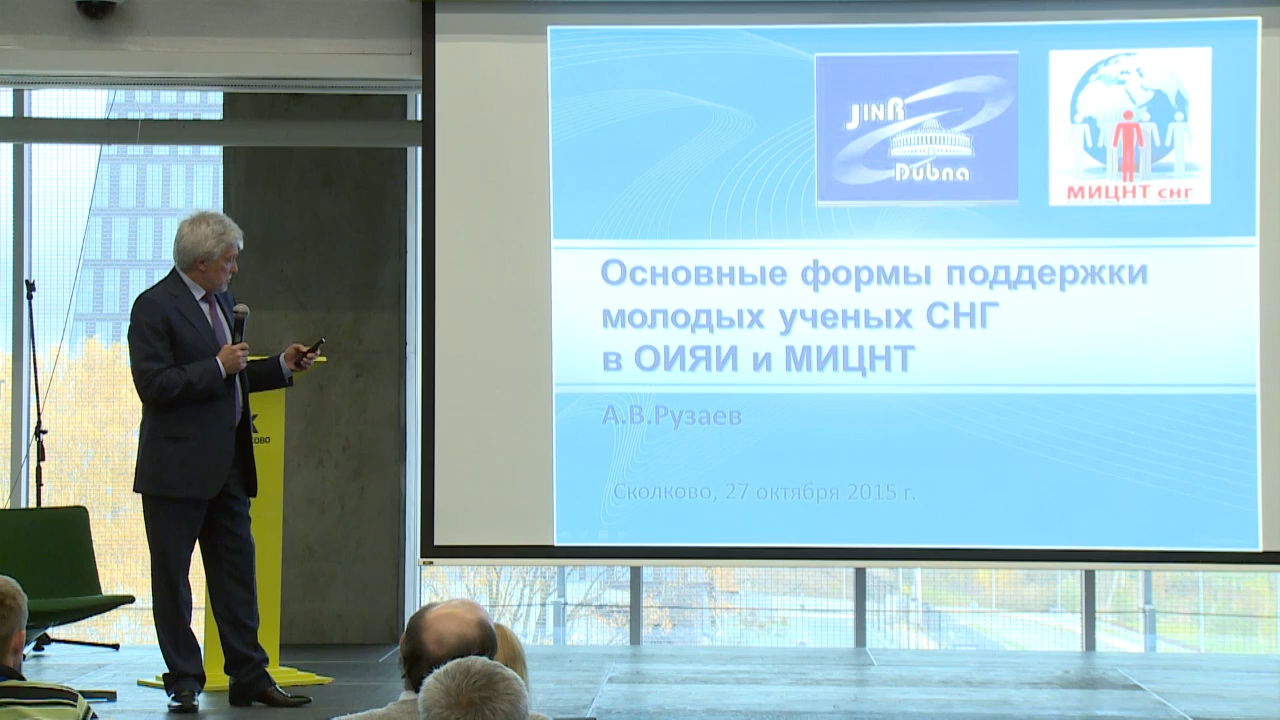 JINR
Dubna
МИЦНТ СНГ
Основные формы поддержки
молодых ученых СНГ
в ОИЯИ и МИЦНТ
А.В.Рузаев
Сколково, 27 октября 2015 г.